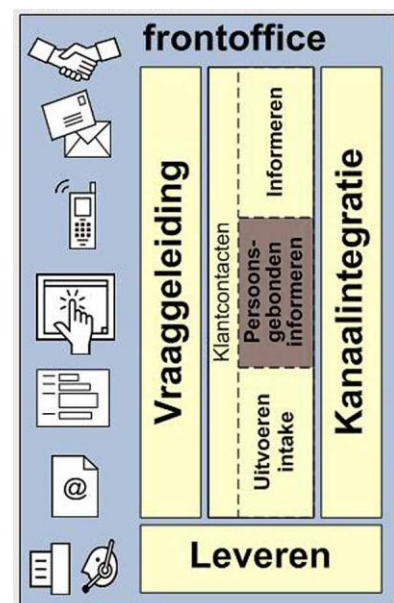 frontoffice
Vraaggeleiding
Klantcontacten
Informeren
Persoons-
gebonden
informeren
Uitvoeren
intake
Kanaalintegratie
@
Leveren